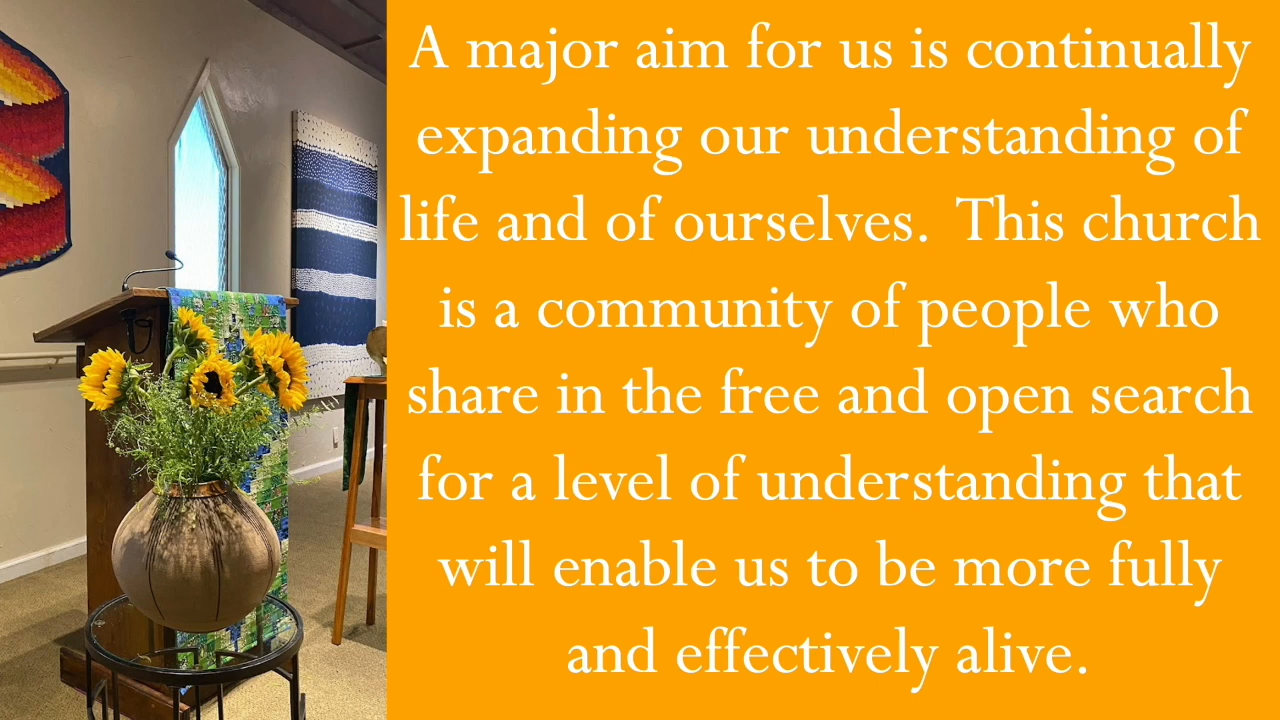 A major aim for us is continually
expanding our understanding of
life and of ourselves.  This church
is a community of people who
share in the free and open search
for a level of understanding that
will enable us to be more fully
and effectively alive.